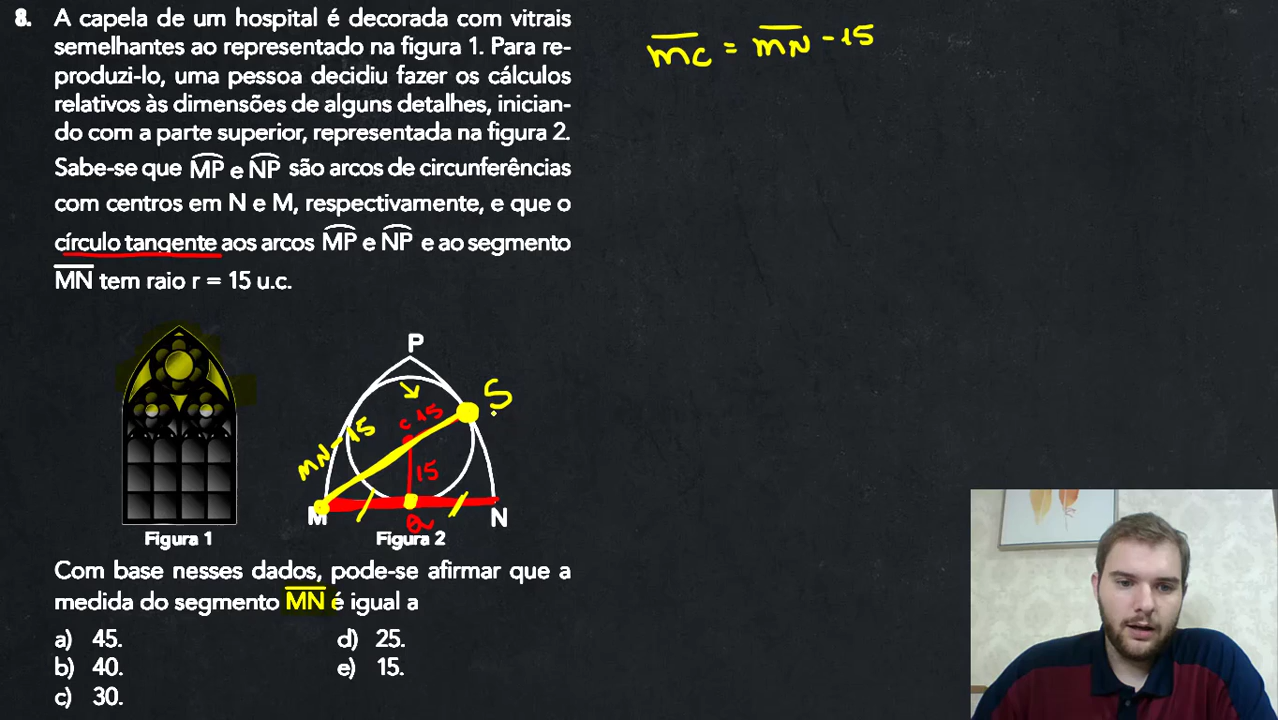 8. A capela de um hospital é decorada com vitrais
semelhantes ao representado na figura 1. Para re-
produzi-lo, uma pessoa decidiu fazer os cálculos
relativos às dimensões de alguns detalhes, inician-
do com a parte superior, representada na figura 2.
Sabe-se que MP e NP são arcos de circunferências
com centros em N e M, respectivamente, e que o
círculo tangente aos arcos MP e NP e ao segmento
MN tem raio r = 15 u.c.
mc = mN - 15
P
S
c 15
mN - 15
15
M
Q
N
Figura 1
Figura 2
Com base nesses dados, pode-se afirmar que a
medida do segmento MN é igual a
a) 45.
b) 40.
c) 30.
d) 25.
e) 15.